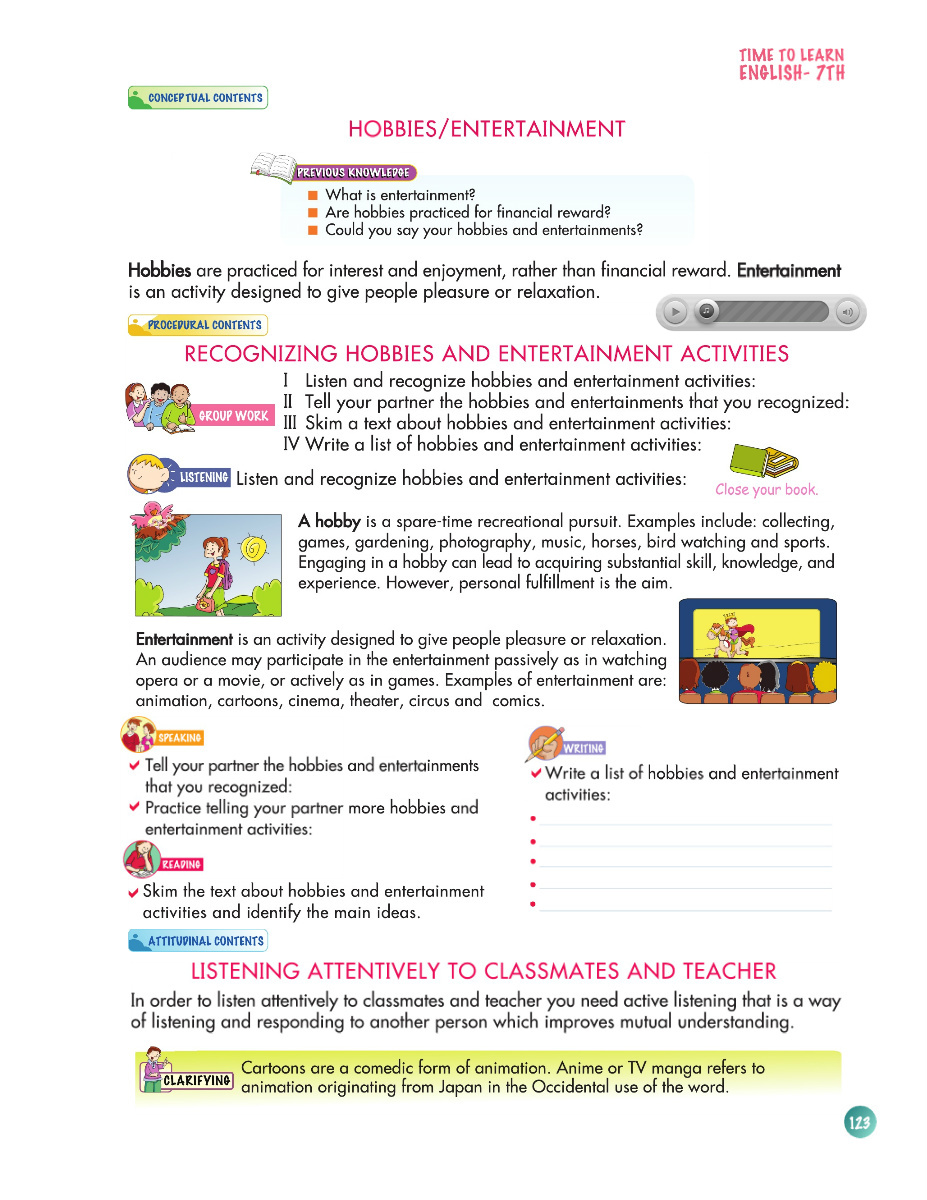 TIME TO LEARN
ENGLISH- 7TH
CONCEPTUAL CONTENTS
HOBBIES/ENTERTAINMENT
PREVIOUS KNOWLEDGE
What is entertainment?
Are hobbies practiced for financial reward?
Could you say your hobbies and entertainments?
Hobbies are practiced for interest and enjoyment, rather than financial reward. Entertainment
is an activity designed to give people pleasure or relaxation.
PROCEDURAL CONTENTS
RECOGNIZING HOBBIES AND ENTERTAINMENT ACTIVITIES
GROUP WORK
I Listen and recognize hobbies and entertainment activities:
II Tell your partner the hobbies and entertainments that you recognized:
III Skim a text about hobbies and entertainment activities:
IV Write a list of hobbies and entertainment activities:
LISTENING Listen and recognize hobbies and entertainment activities:
Close your book.
A hobby is a spare-time recreational pursuit. Examples include: collecting,
games, gardening, photography, music, horses, bird watching and sports.
Engaging in a hobby can lead to acquiring substantial skill, knowledge, and
experience. However, personal fulfillment is the aim.
Entertainment is an activity designed to give people pleasure or relaxation.
An audience may participate in the entertainment passively as in watching
opera or a movie, or actively as in games. Examples of entertainment are:
animation, cartoons, cinema, theater, circus and comics.
SPEAKING
Tell your partner the hobbies and entertainments
that you recognized:
Practice telling your partner more hobbies and
entertainment activities:
READING
Skim the text about hobbies and entertainment
activities and identify the main ideas.
WRITING
Write a list of hobbies and entertainment
activities:
ATTITUDINAL CONTENTS
LISTENING ATTENTIVELY TO CLASSMATES AND TEACHER
In order to listen attentively to classmates and teacher you need active listening that is a way
of listening and responding to another person which improves mutual understanding.
CLARIFYING
Cartoons are a comedic form of animation. Anime or TV manga refers to
animation originating from Japan in the Occidental use of the word.
123